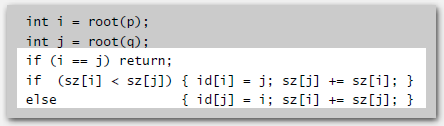 int i = root(p);
int j = root(q);
if (i == j) return;
if  (sz[i] < sz[j]) { id[i] = j; sz[j] += sz[i]; }
else                { id[j] = i; sz[i] += sz[j]; }